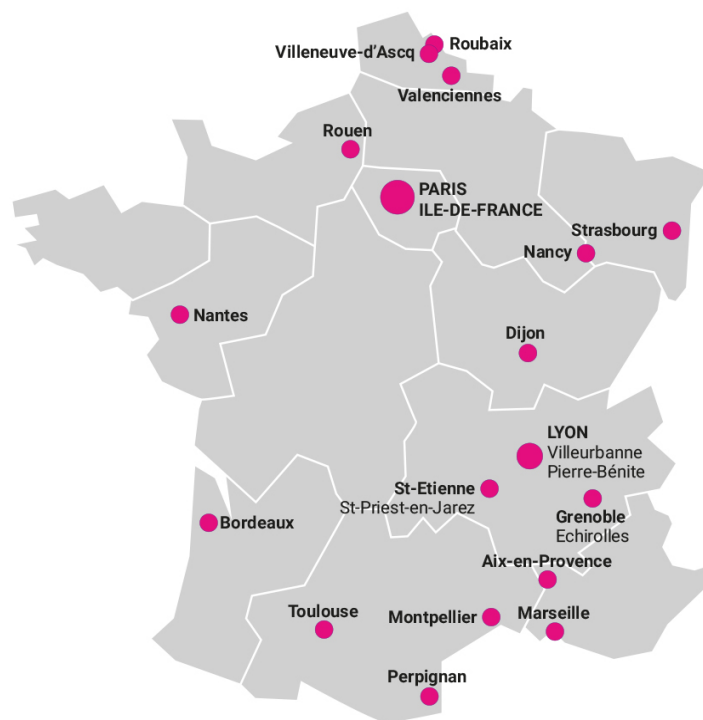 Roubaix
Villeneuve-d’Ascq
Valenciennes
Rouen
PARIS
ILE-DE-FRANCE
Strasbourg
Nancy
Nantes
Dijon
LYON
Villeurbanne
Pierre-Bénite
St-Etienne
St-Priest-en-Jarez
Grenoble
Echirolles
Bordeaux
Aix-en-Provence
Toulouse
Montpellier
Marseille
Perpignan